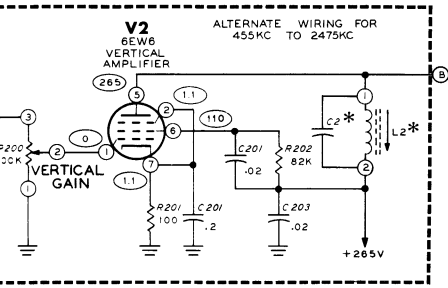 V2
6EW6
VERTICAL
AMPLIFIER
ALTERNATE WIRING FOR
455KC TO 2475KC
B
265
5
1.1
2
110
6
3
0
2
1
VERTICAL
GAIN
1
1.1
7
R201
100
C201
.2
C201
.02
R202
82K
C203
.02
1
C2*
L2*
2
+265V